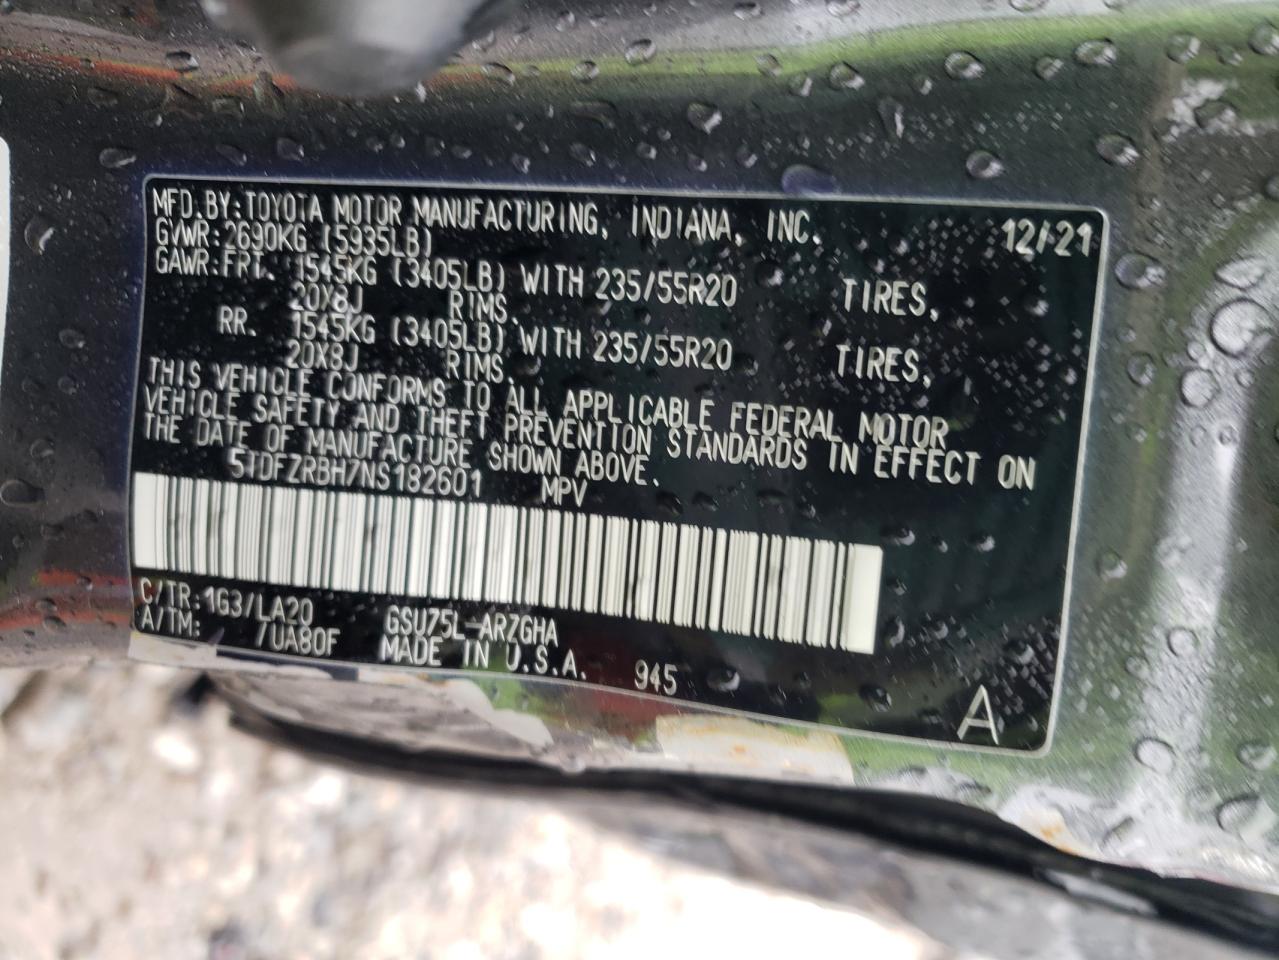 MFD.BY:TOYOTA MOTOR MANUFACTURING, INDIANA, INC. 12/21
GVWR:2690KG (5935LB)
GAWR:FRT. 1545KG (3405LB) WITH 235/55R20 TIRES,
20X8J RIMS.
RR. 1545KG (3405LB) WITH 235/55R20 TIRES,
20X8J RIMS.
THIS VEHICLE CONFORMS TO ALL APPLICABLE FEDERAL MOTOR
VEHICLE SAFETY AND THEFT PREVENTION STANDARDS IN EFFECT ON
THE DATE OF MANUFACTURE SHOWN ABOVE.
5TDFZRBH7NS182601 MPV
C/TR:1G3/LA20 GSU75L-ARZGHA
A/TM: /UA80F MADE IN U.S.A. 945
A